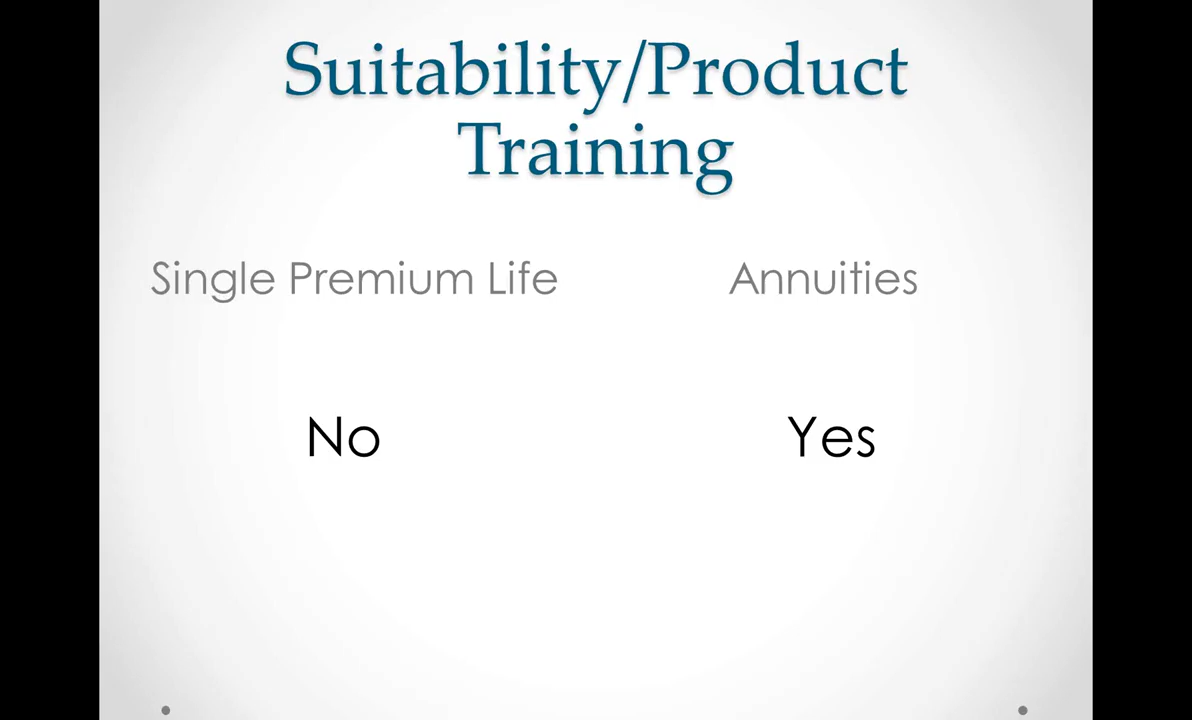 Suitability/Product
Training
Single Premium Life
Annuities
No
Yes